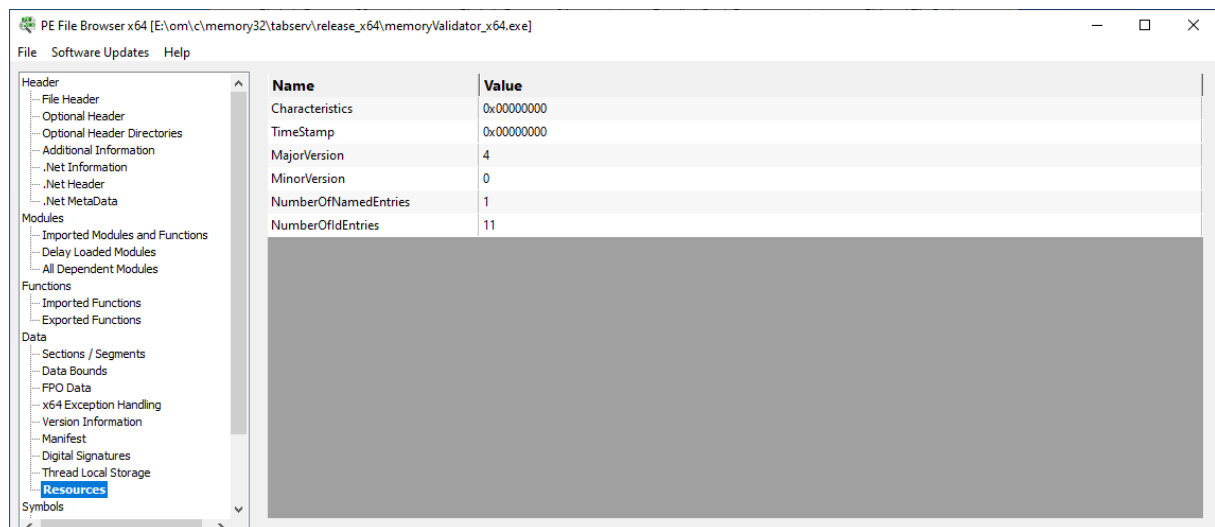 PE File Browser x64 [E:\om\c\memory32\tabserv\release_x64\memoryValidator_x64.exe]
File Software Updates Help
Header
File Header
Optional Header
Optional Header Directories
Additional Information
.Net Information
.Net Header
.Net MetaData
Modules
Imported Modules and Functions
Delay Loaded Modules
All Dependent Modules
Functions
Imported Functions
Exported Functions
Data
Sections / Segments
Data Bounds
FPO Data
x64 Exception Handling
Version Information
Manifest
Digital Signatures
Thread Local Storage
Resources
Symbols
Name Value
Characteristics 0x00000000
TimeStamp 0x00000000
MajorVersion 4
MinorVersion 0
NumberOfNamedEntries 1
NumberOfIdEntries 11